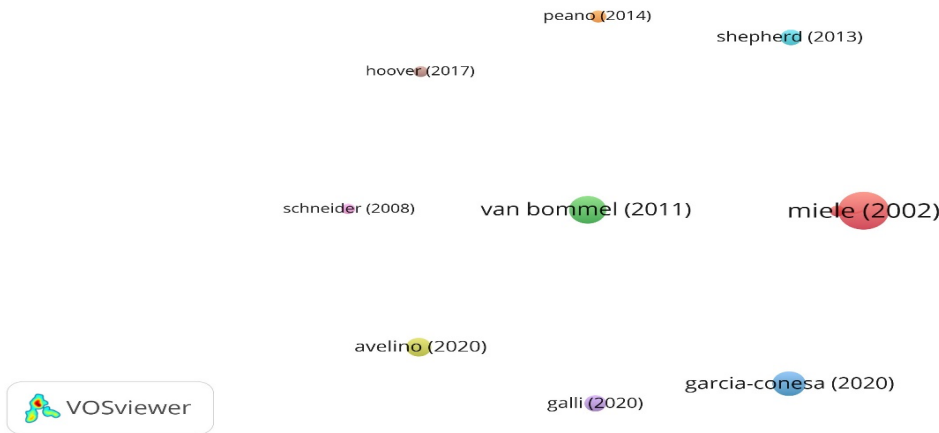 peano (2014)
shepherd (2013)
hoover (2017)
schneider (2008)
van bommel (2011)
miele (2002)
avelino (2020)
garcia-conesa (2020)
galli (2020)
VOSviewer